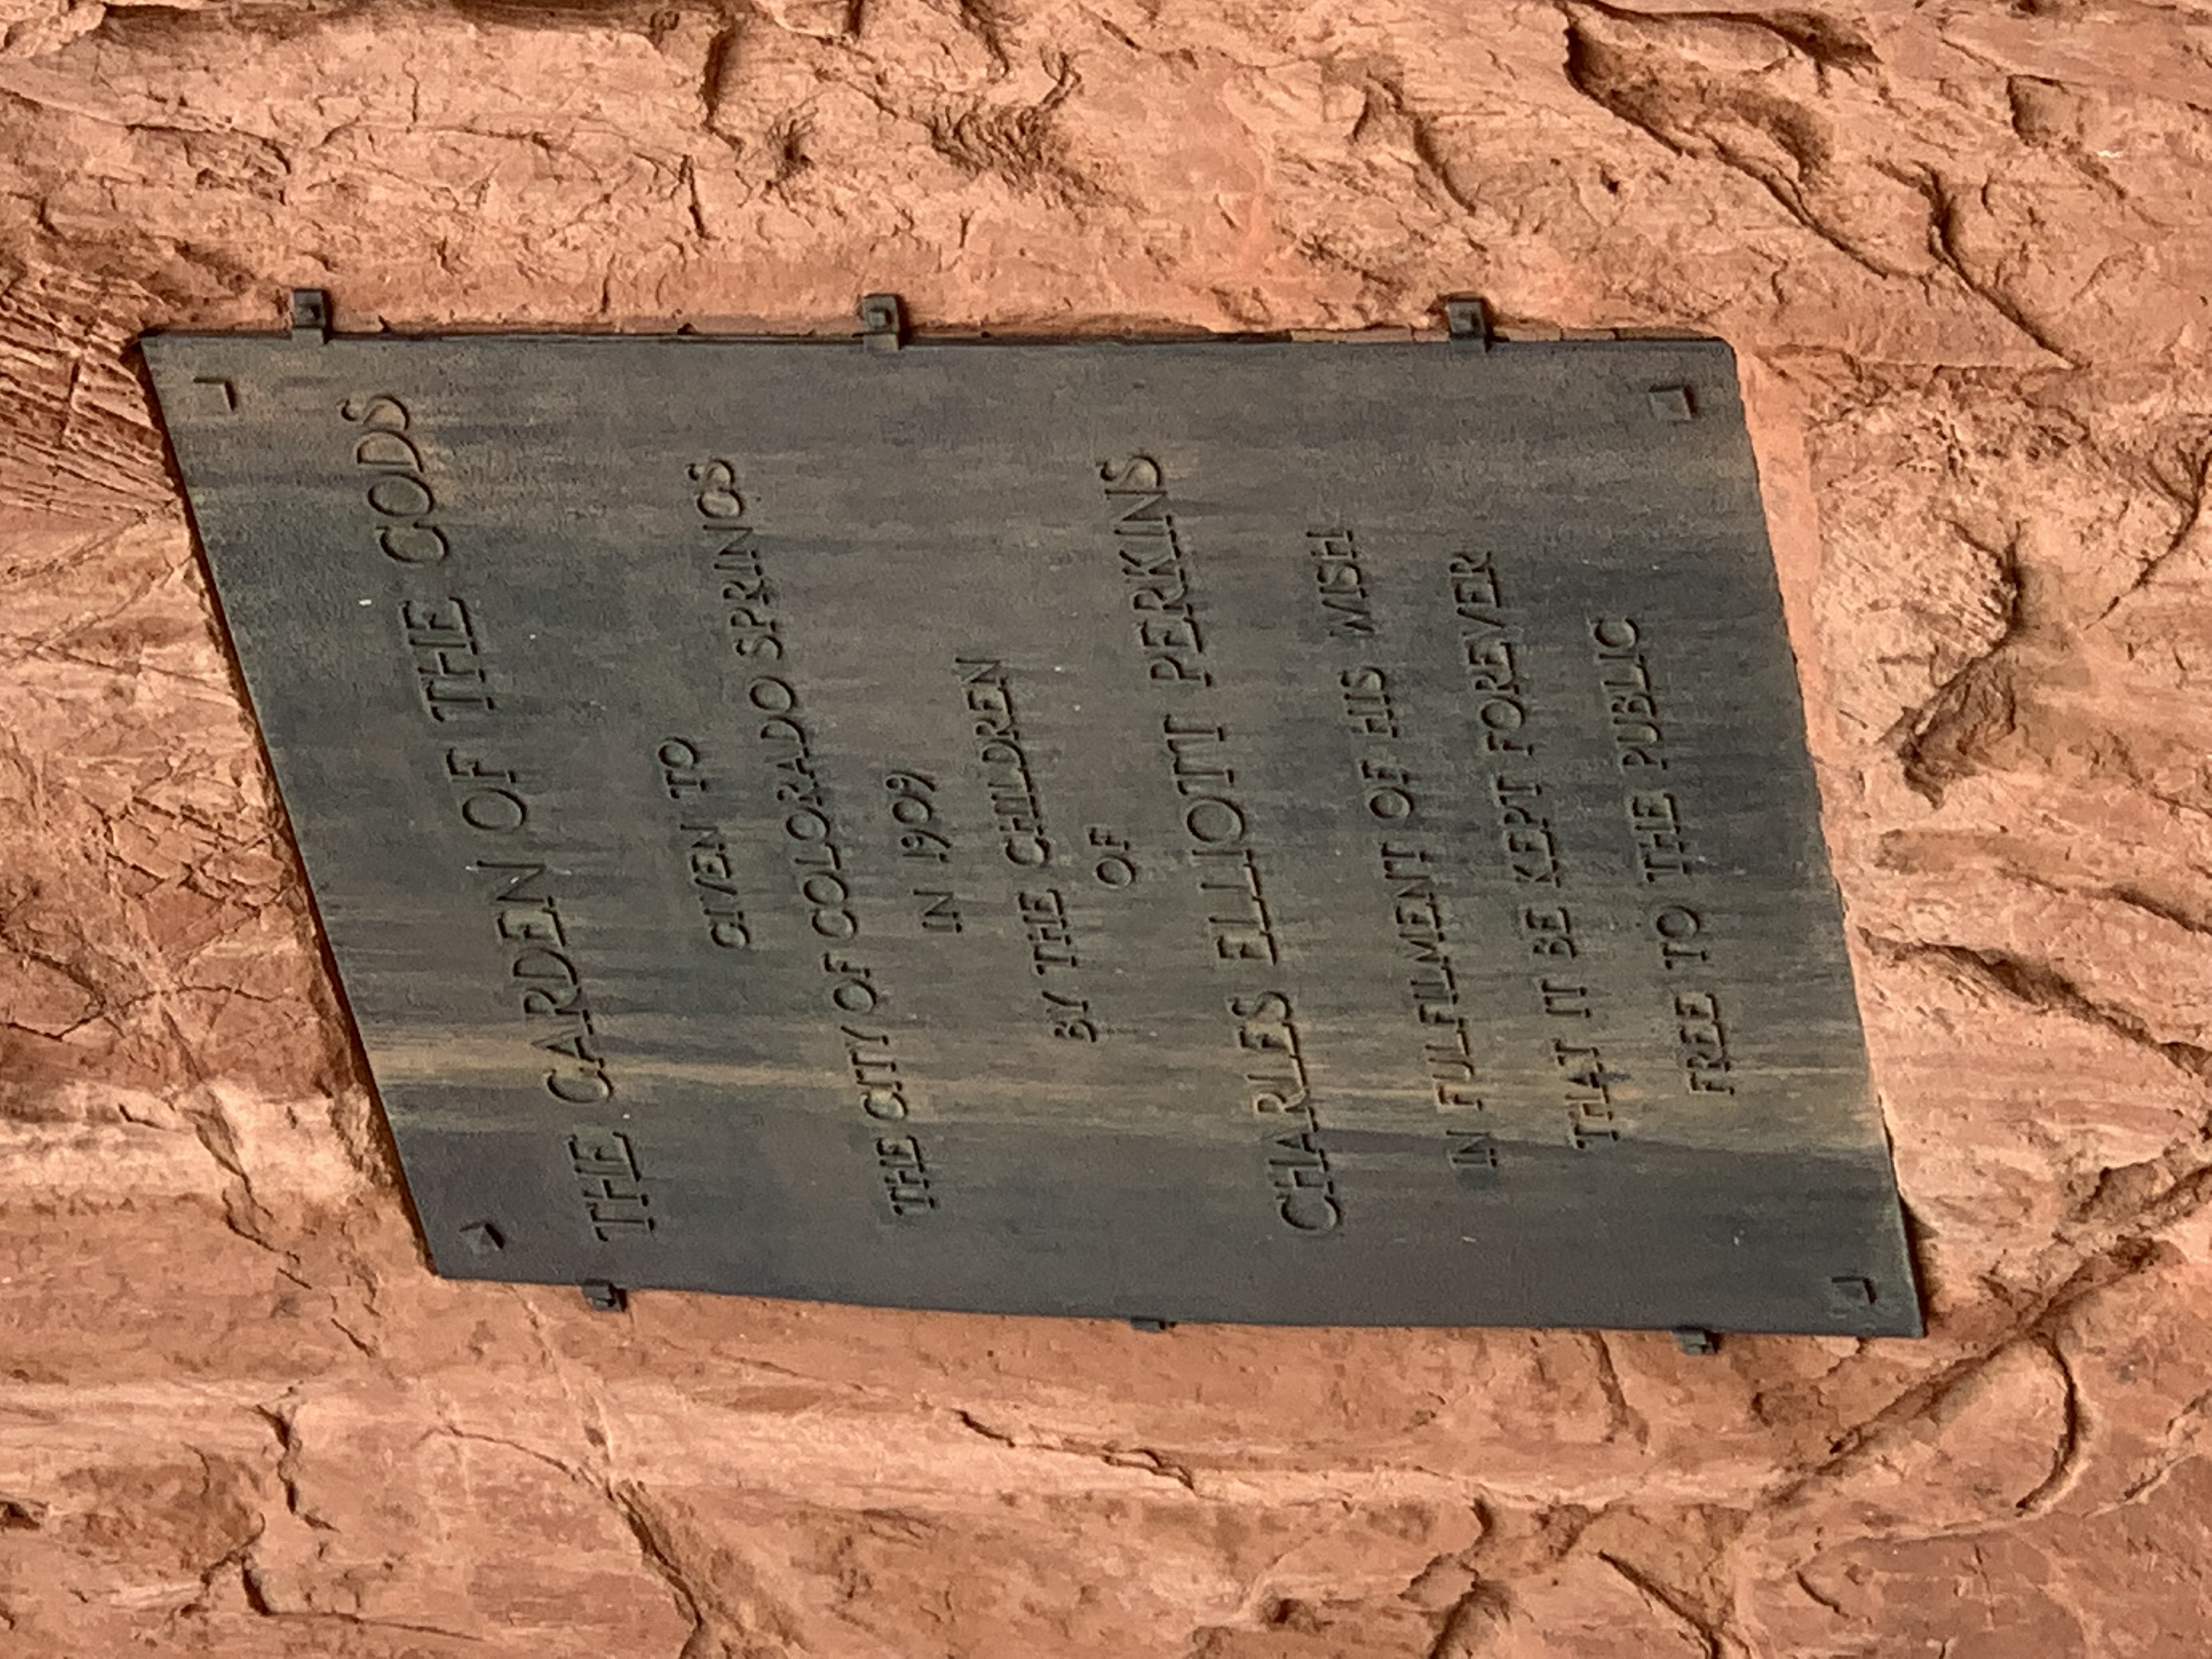 THE GARDEN OF THE GODS
GIVEN TO
THE CITY OF COLORADO SPRINGS
IN 1909
BY THE CHILDREN
OF
CHARLES ELLIOTT PERKINS
IN FULFILMENT OF HIS WISH
THAT IT BE KEPT FOREVER
FREE TO THE PUBLIC